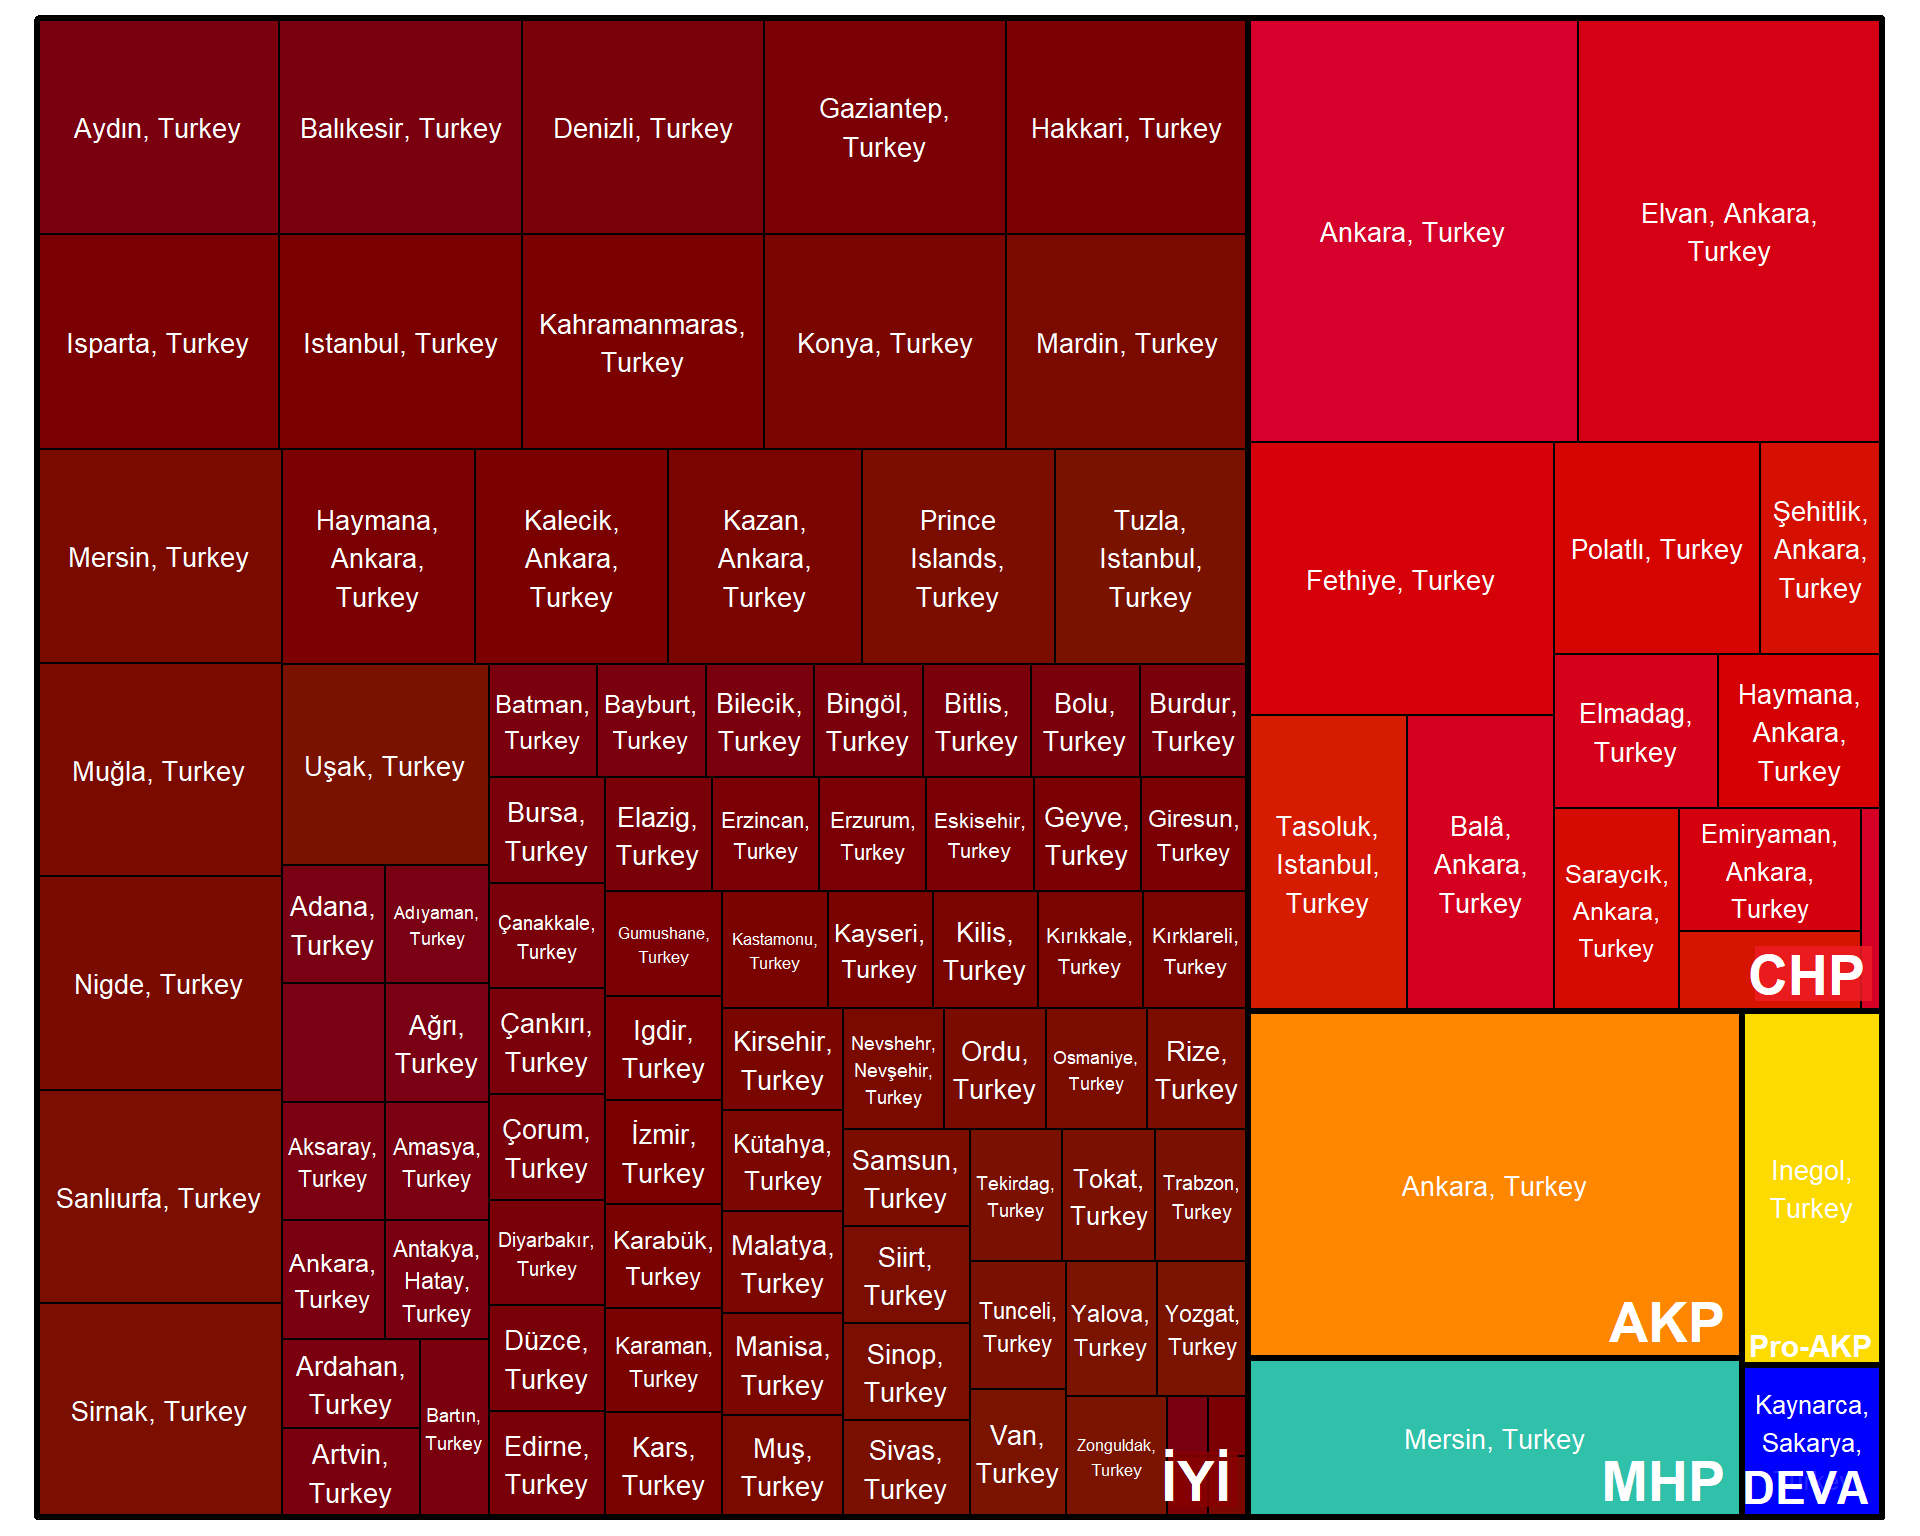 Aydın, Turkey
Balıkesir, Turkey
Denizli, Turkey
Gaziantep,
Turkey
Hakkari, Turkey
Isparta, Turkey
Istanbul, Turkey
Kahramanmaras,
Turkey
Konya, Turkey
Mardin, Turkey
Mersin, Turkey
Haymana,
Ankara,
Turkey
Kalecik,
Ankara,
Turkey
Kazan,
Ankara,
Turkey
Prince
Islands,
Turkey
Tuzla,
Istanbul,
Turkey
Muğla, Turkey
Uşak, Turkey
Batman,
Turkey
Bayburt,
Turkey
Bilecik,
Turkey
Bingöl,
Turkey
Bitlis,
Turkey
Bolu,
Turkey
Burdur,
Turkey
Bursa,
Turkey
Elazig,
Turkey
Erzincan,
Turkey
Erzurum,
Turkey
Eskisehir,
Turkey
Geyve,
Turkey
Giresun,
Turkey
Nigde, Turkey
Adana,
Turkey
Adıyaman,
Turkey
Çanakkale,
Turkey
Gumushane,
Turkey
Kastamonu,
Turkey
Kayseri,
Turkey
Kilis,
Turkey
Kırıkkale,
Turkey
Kırklareli,
Turkey
Ağrı,
Turkey
Çankırı,
Turkey
Igdir,
Turkey
Kirsehir,
Turkey
Nevshehr,
Nevşehir,
Turkey
Ordu,
Turkey
Osmaniye,
Turkey
Rize,
Turkey
Sanlıurfa, Turkey
Aksaray,
Turkey
Amasya,
Turkey
Çorum,
Turkey
İzmir,
Turkey
Kütahya,
Turkey
Samsun,
Turkey
Tekirdag,
Turkey
Tokat,
Turkey
Trabzon,
Turkey
Ankara,
Turkey
Antakya,
Hatay,
Turkey
Diyarbakır,
Turkey
Karabük,
Turkey
Malatya,
Turkey
Siirt,
Turkey
Tunceli,
Turkey
Yalova,
Turkey
Yozgat,
Turkey
Sirnak, Turkey
Ardahan,
Turkey
Bartın,
Turkey
Düzce,
Turkey
Karaman,
Turkey
Manisa,
Turkey
Sinop,
Turkey
Artvin,
Turkey
Edirne,
Turkey
Kars,
Turkey
Muş,
Turkey
Sivas,
Turkey
Van,
Turkey
Zonguldak,
Turkey
İYİ
Ankara, Turkey
Elvan, Ankara,
Turkey
Fethiye, Turkey
Polatlı, Turkey
Şehitlik,
Ankara,
Turkey
Elmadag,
Turkey
Haymana,
Ankara,
Turkey
Tasoluk,
Istanbul,
Turkey
Balâ,
Ankara,
Turkey
Saraycık,
Ankara,
Turkey
Emiryaman,
Ankara,
Turkey
CHP
Ankara, Turkey
AKP
Inegol,
Turkey
Pro-AKP
Mersin, Turkey
MHP
Kaynarca,
Sakarya,
DEVA